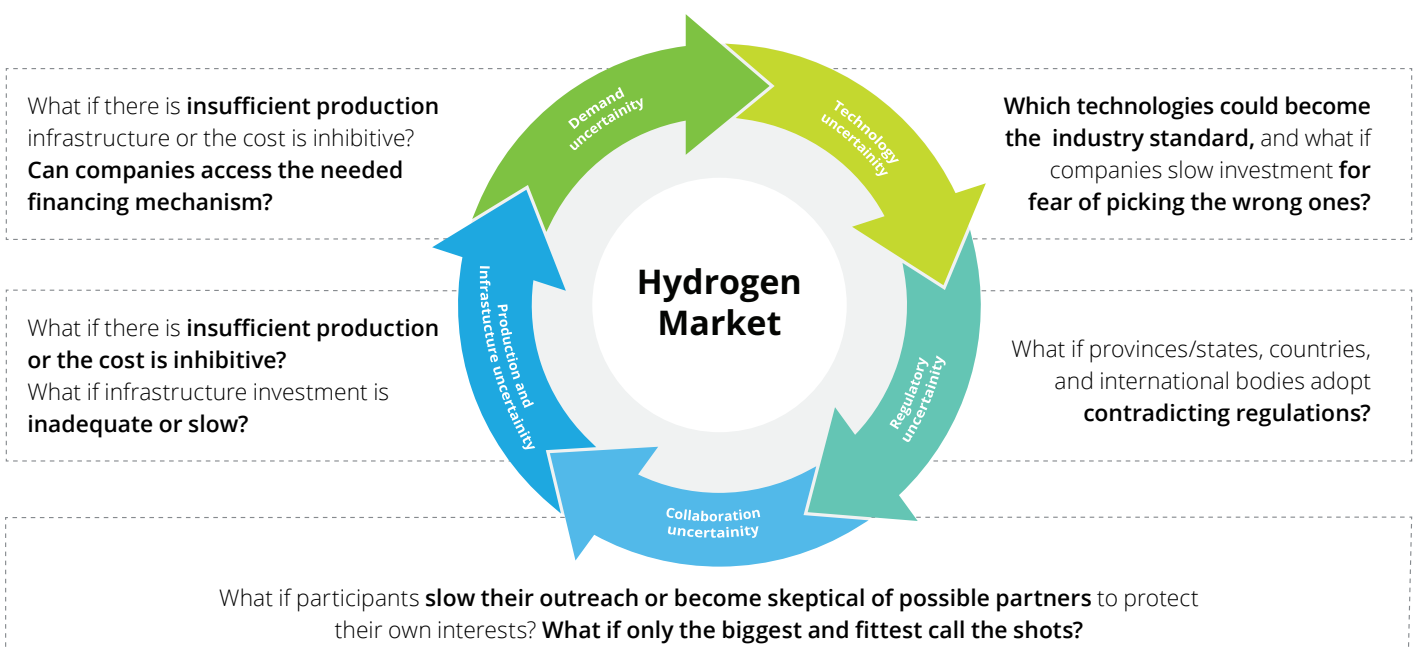 Demand
uncertainity
Technology
uncertainity
What if there is insufficient production
infrastructure or the cost is inhibitive?
Can companies access the needed
financing mechanism?
Which technologies could become
the industry standard, and what if
companies slow investment for
fear of picking the wrong ones?
Hydrogen
Market
What if there is insufficient production
or the cost is inhibitive?
What if infrastructure investment is
inadequate or slow?
Production and
Infrastucture uncertainity
Regulatory
uncertainity
What if provinces/states, countries,
and international bodies adopt
contradicting regulations?
Collaboration
uncertainity
What if participants slow their outreach or become skeptical of possible partners to protect
their own interests? What if only the biggest and fittest call the shots?